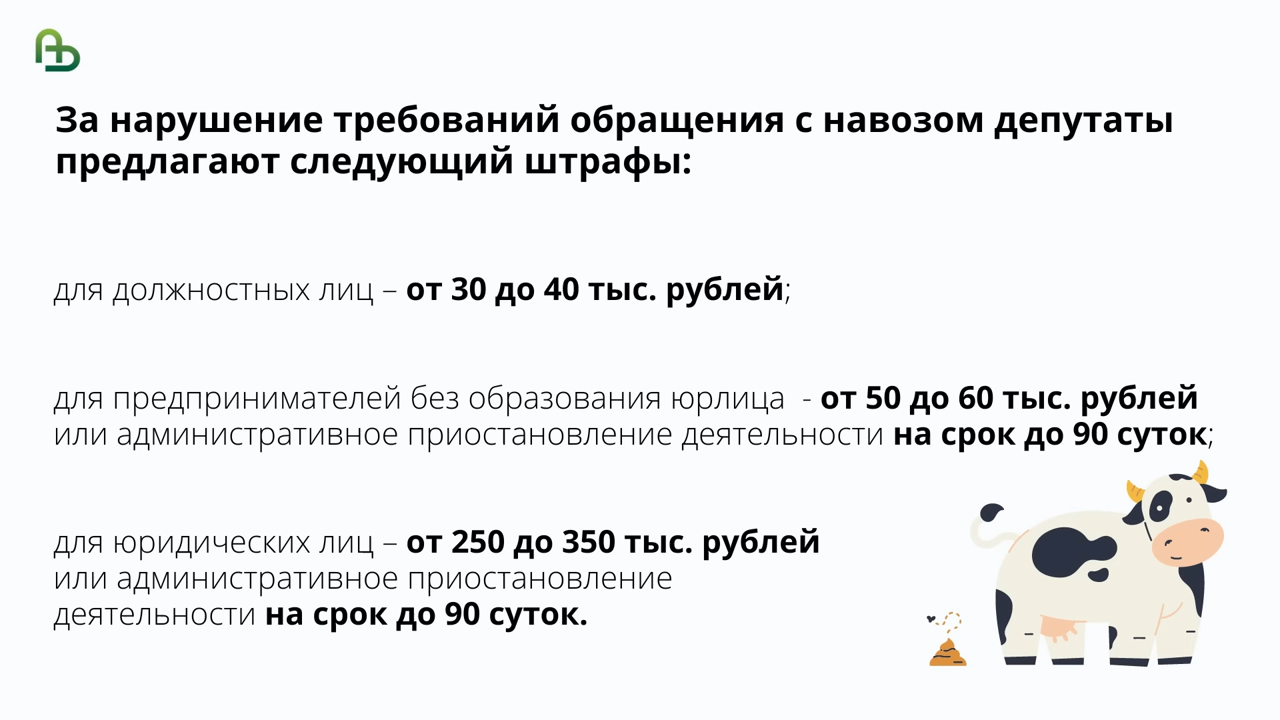 За нарушение требований обращения с навозом депутаты
предлагают следующий штрафы:
для должностных лиц – от 30 до 40 тыс. рублей;
для предпринимателей без образования юрлица - от 50 до 60 тыс. рублей
или административное приостановление деятельности на срок до 90 суток;
для юридических лиц – от 250 до 350 тыс. рублей
или административное приостановление
деятельности на срок до 90 суток.